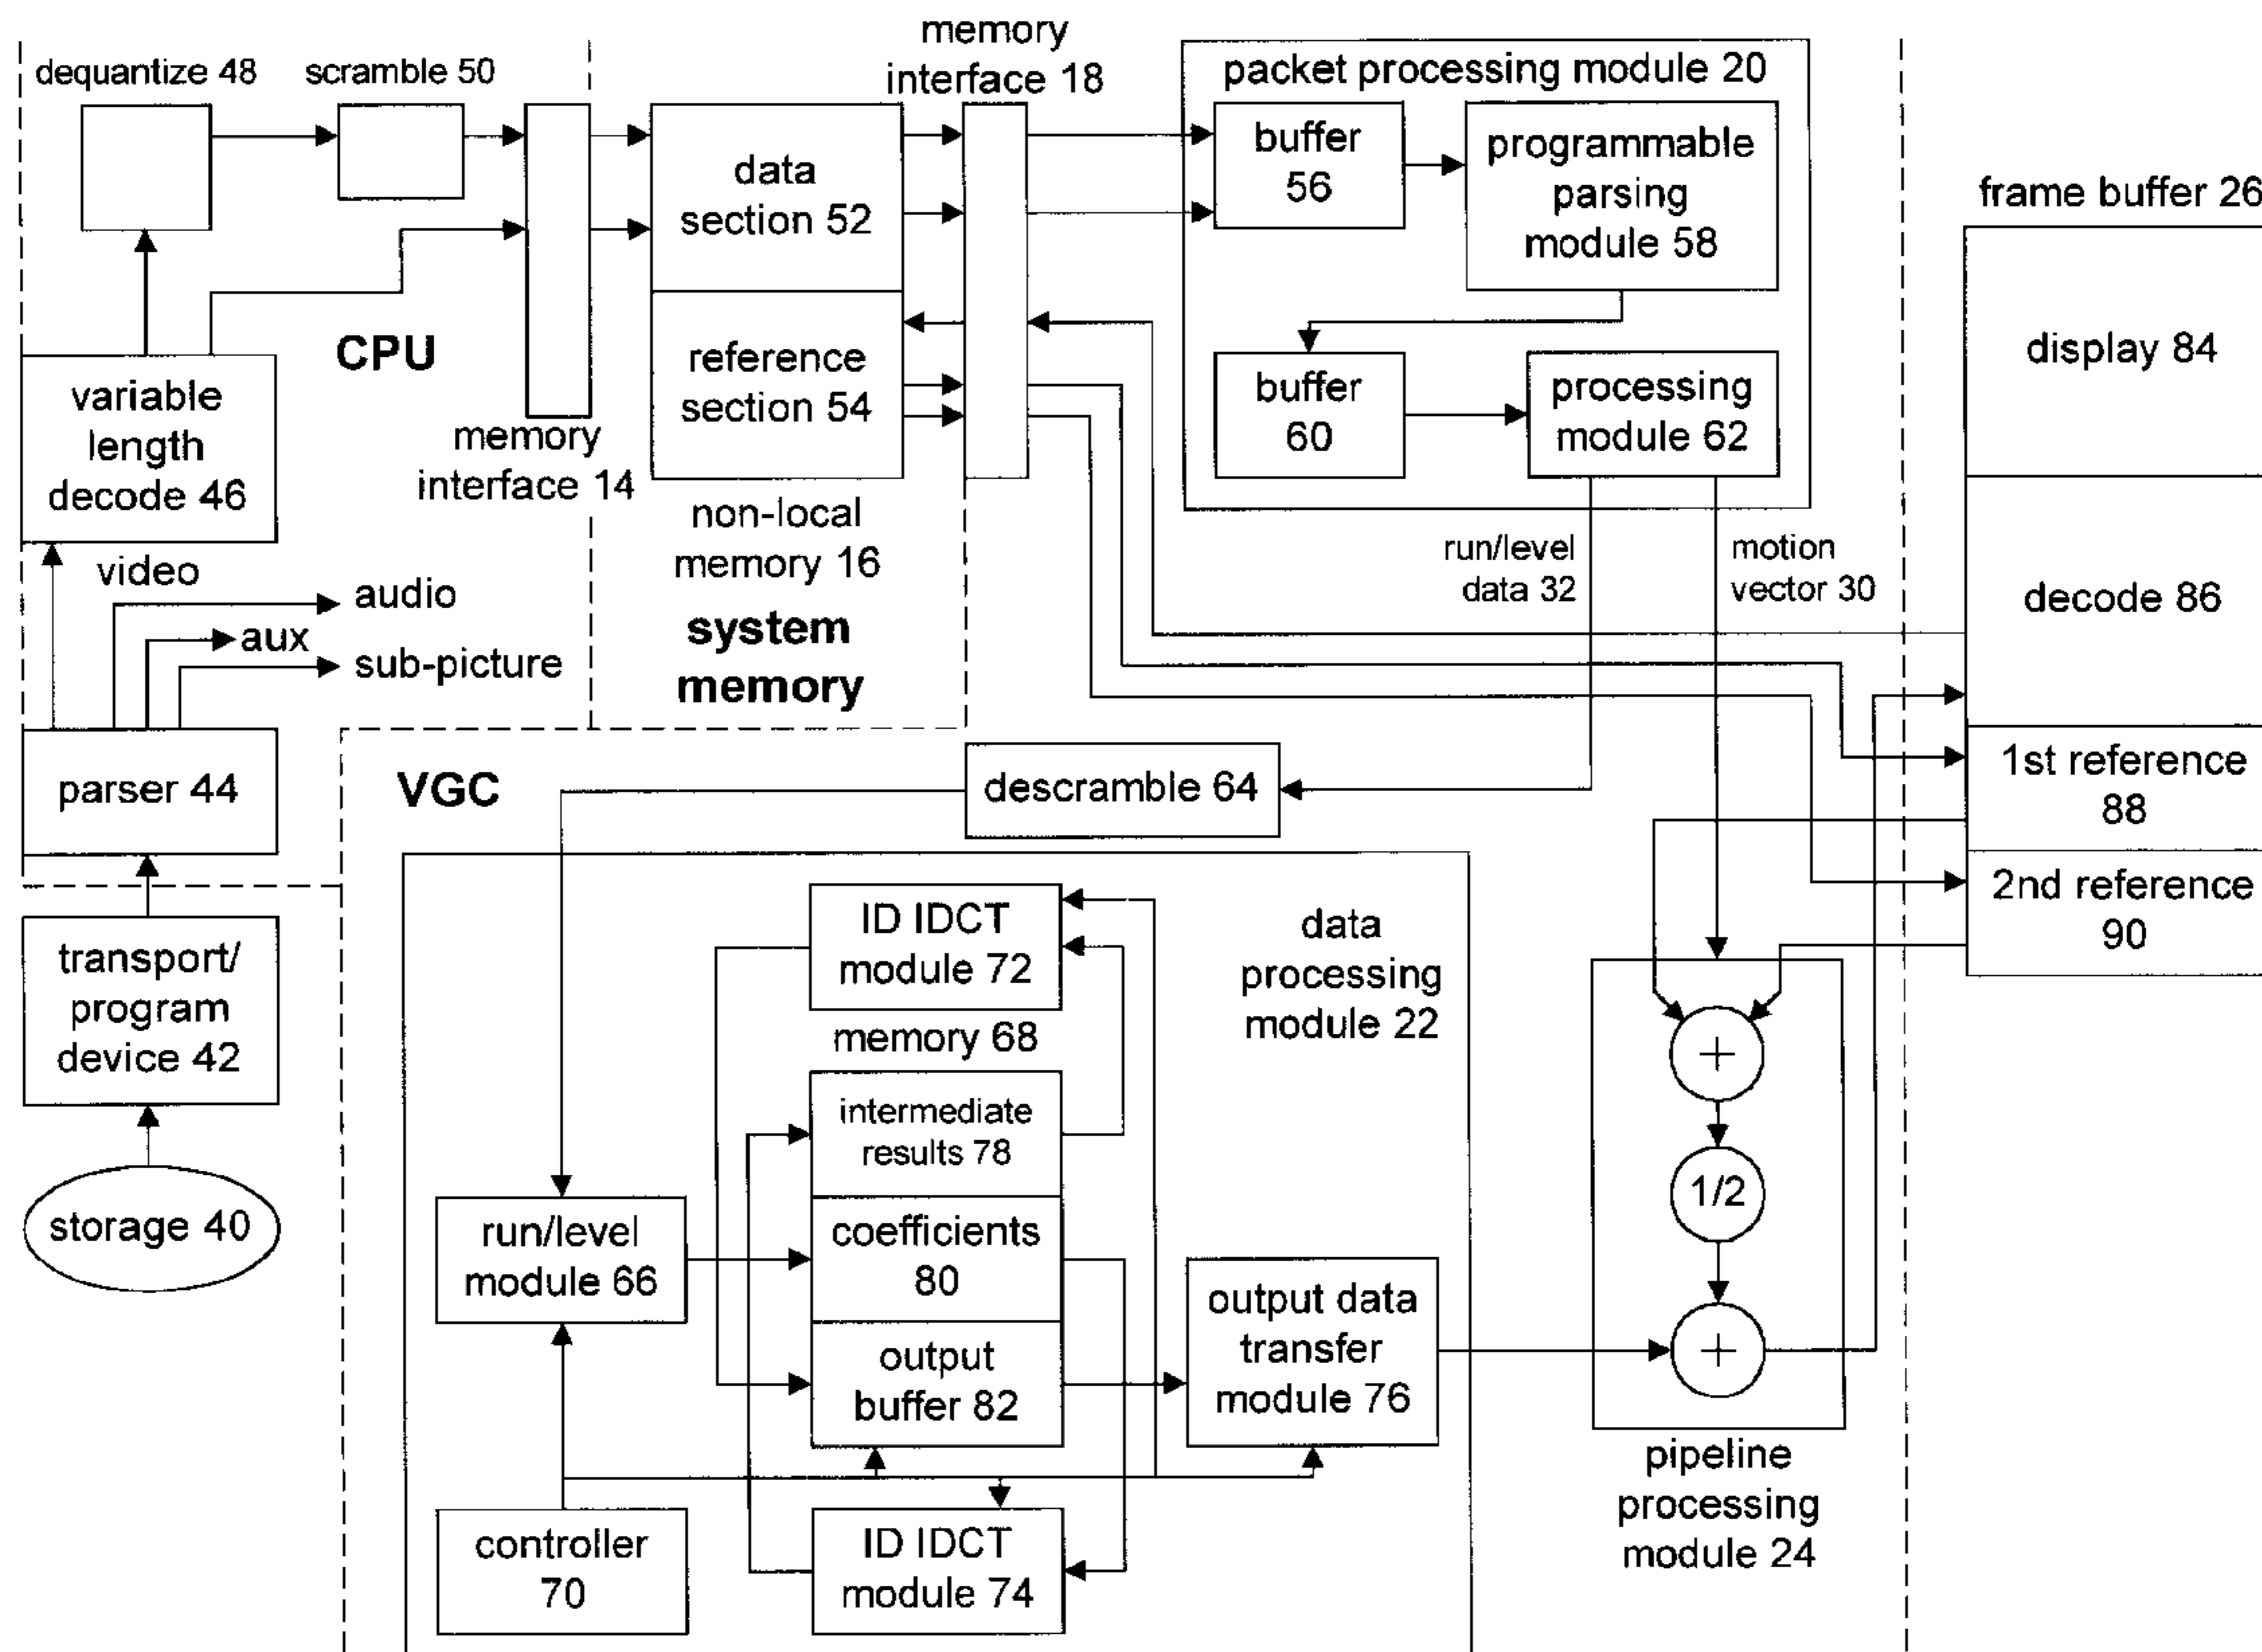 dequantize 48
scramble 50
memory
interface 18
packet processing module 20
buffer
56
programmable
parsing
module 58
data
section 52
frame buffer 26
display 84
CPU
variable
length
decode 46
reference
section 54
buffer
60
processing
module 62
memory
interface 14
non-local
memory 16
run/level
data 32
motion
vector 30
decode 86
video
audio
aux
sub-picture
system
memory
1st reference
88
parser 44
VGC
descramble 64
2nd reference
90
transport/
program
device 42
ID IDCT
module 72
data
processing
module 22
memory 68
+
intermediate
results 78
1/2
storage 40
run/level
module 66
coefficients
80
output data
transfer
module 76
+
output
buffer 82
pipeline
processing
module 24
controller
70
ID IDCT
module 74